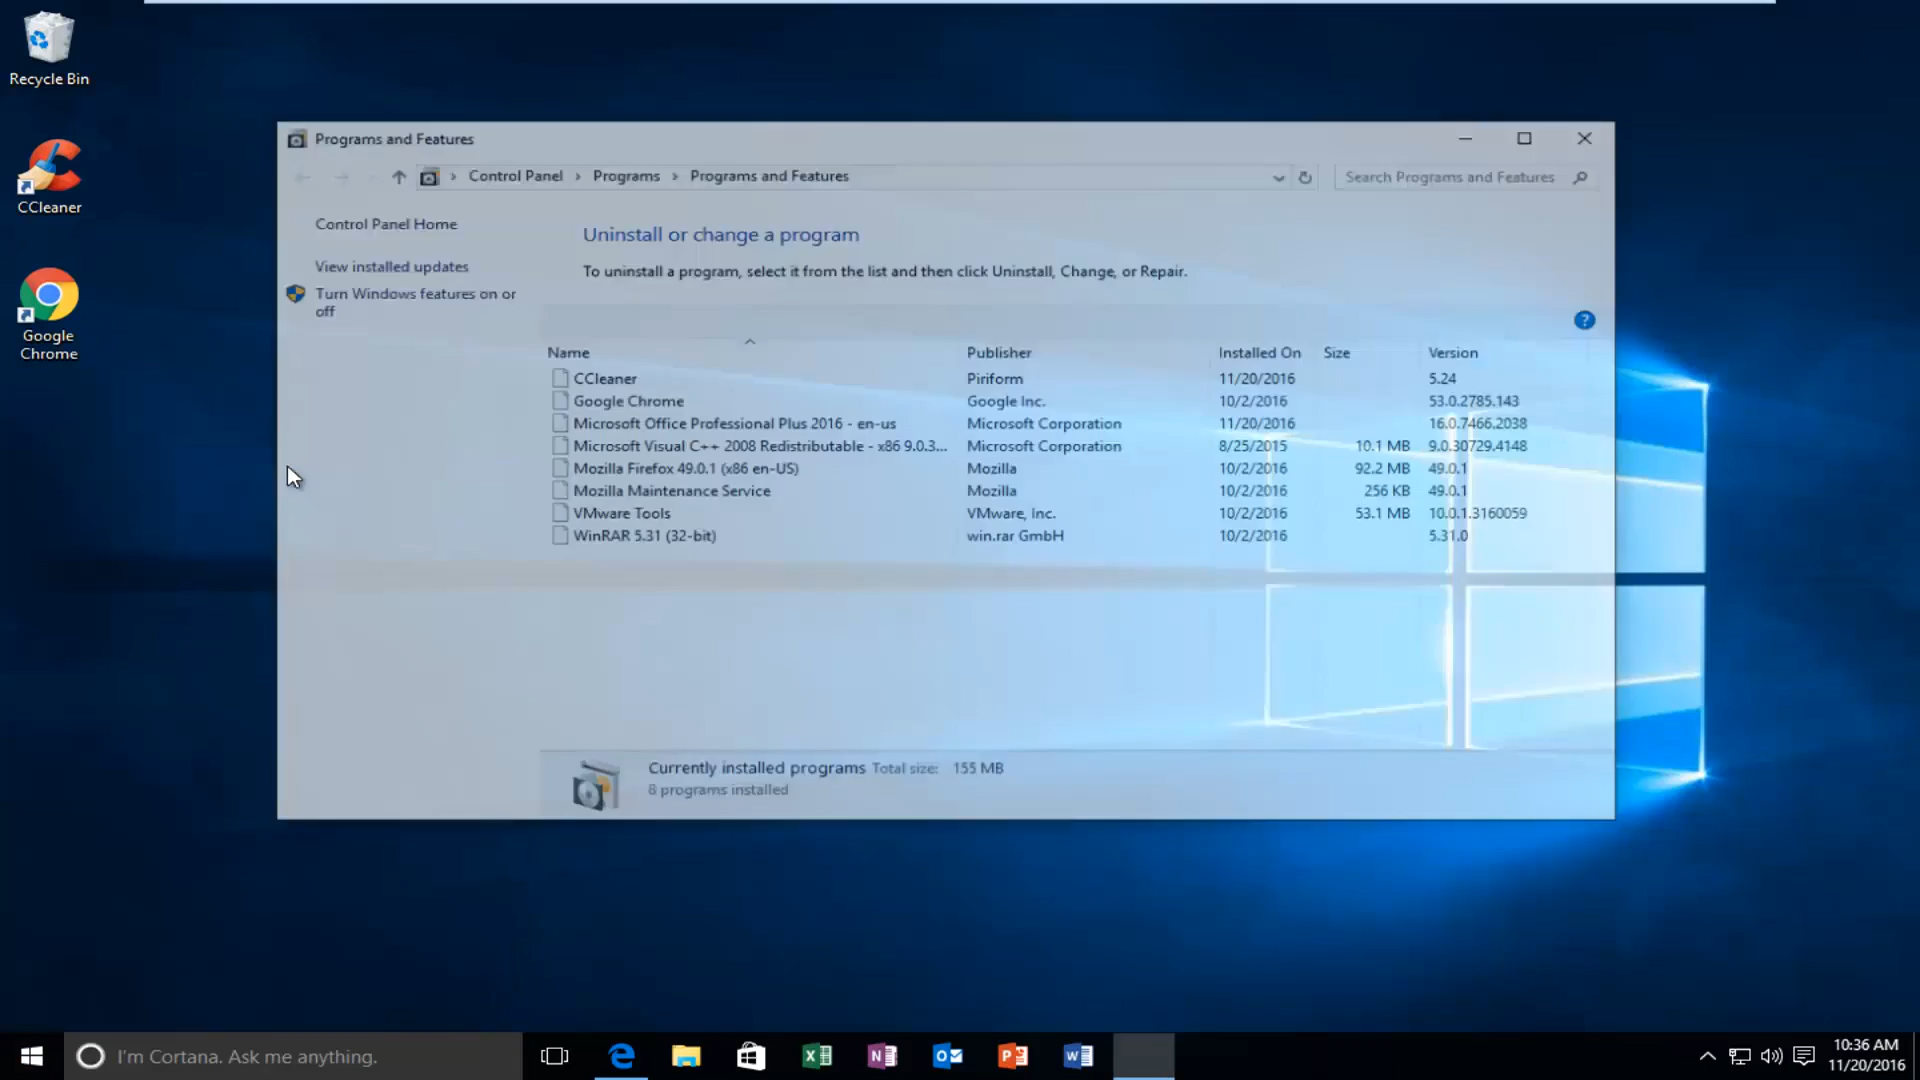 Recycle Bin
CCleaner
Google
Chrome
Programs and Features
Control Panel > Programs > Programs and Features
Search Programs and Features
Control Panel Home
View installed updates
Turn Windows features on or
off
Uninstall or change a program
To uninstall a program, select it from the list and then click Uninstall, Change, or Repair.
?
Name Publisher Installed On Size Version
CCleaner Piriform 11/20/2016 5.24
Google Chrome Google Inc. 10/2/2016 53.0.2785.143
Microsoft Office Professional Plus 2016 - en-us Microsoft Corporation 11/20/2016 16.0.7466.2038
Microsoft Visual C++ 2008 Redistributable - x86 9.0.3... Microsoft Corporation 8/25/2015 10.1 MB 9.0.30729.4148
Mozilla Firefox 49.0.1 (x86 en-US) Mozilla 10/2/2016 92.2 MB 49.0.1
Mozilla Maintenance Service Mozilla 10/2/2016 256 KB 49.0.1
VMware Tools VMware, Inc. 10/2/2016 53.1 MB 10.0.1.3160059
WinRAR 5.31 (32-bit) win.rar GmbH 10/2/2016 5.31.0
Currently installed programs Total size: 155 MB
8 programs installed
I'm Cortana. Ask me anything.
10:36 AM
11/20/2016